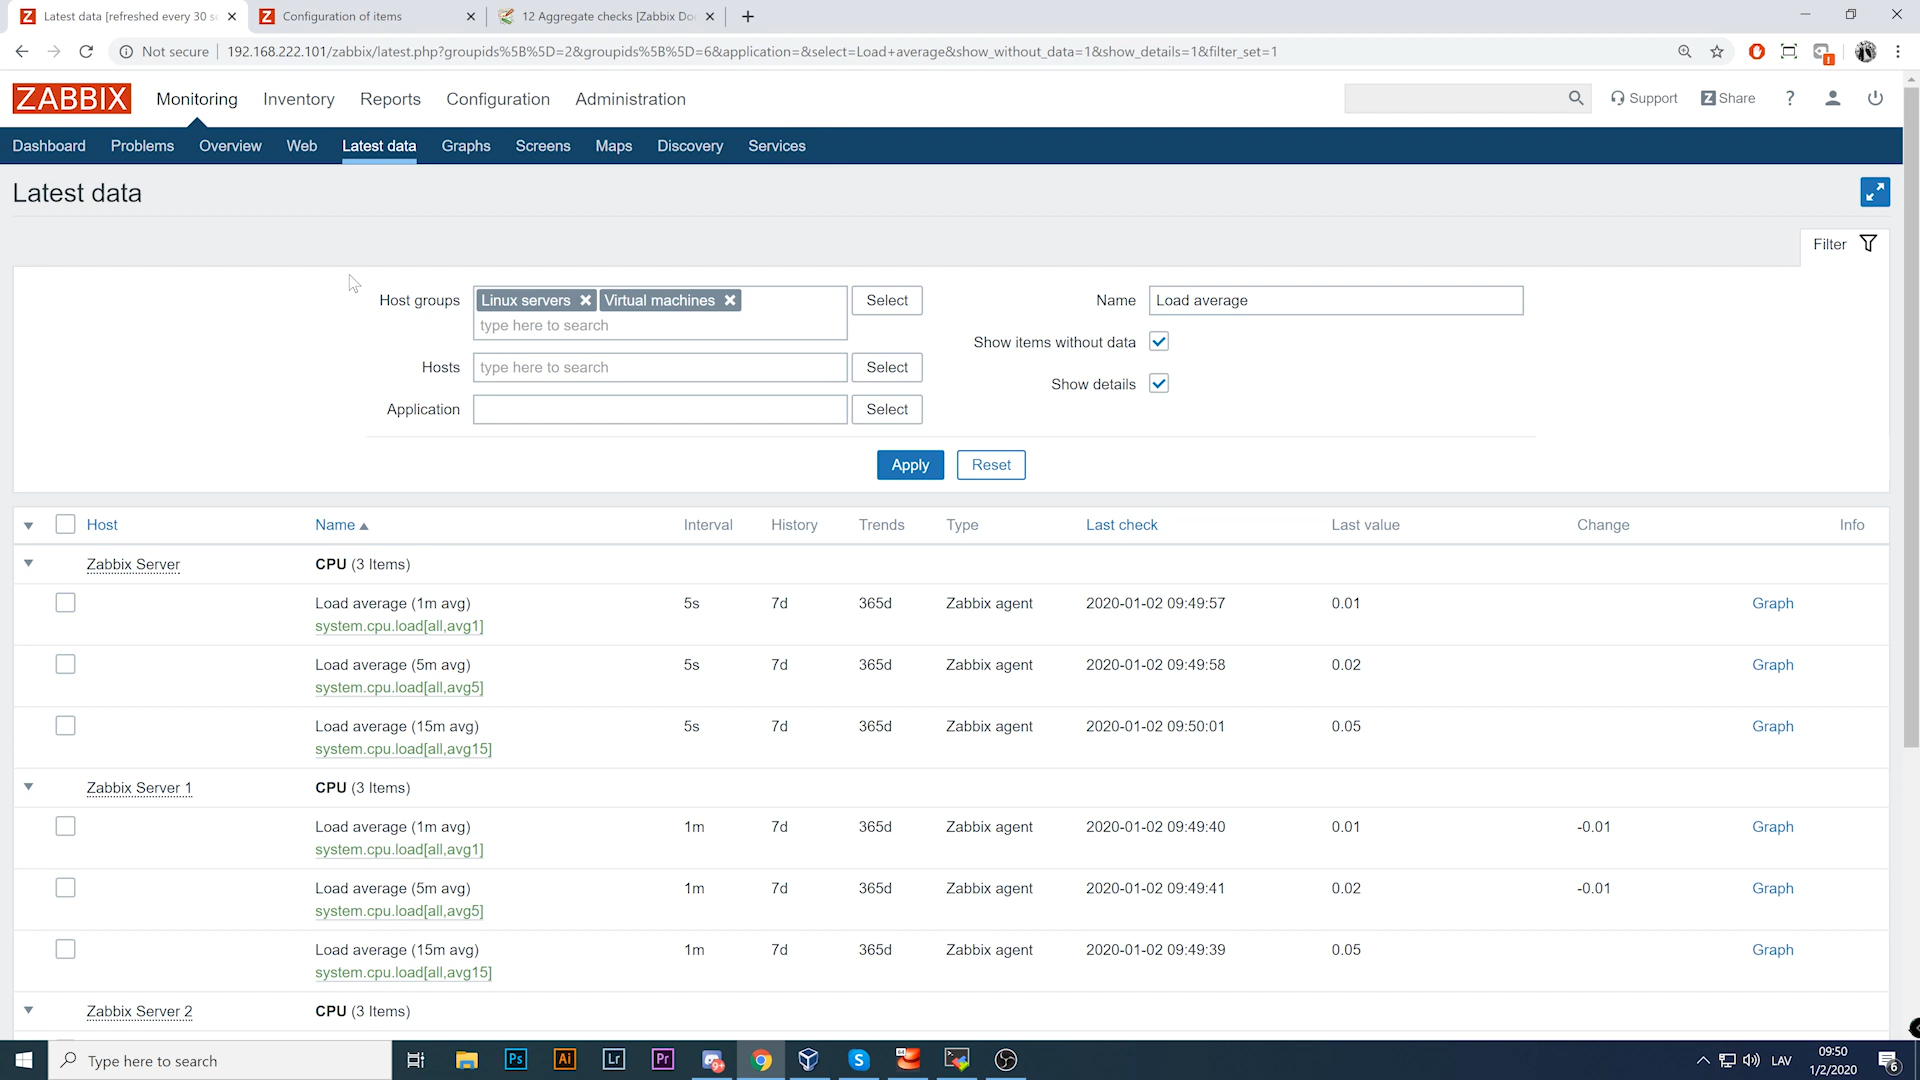 Latest data [refreshed every 30 s
Configuration of items
12 Aggregate checks [Zabbix Do
Not secure
192.168.222.101/zabbix/latest.php?groupids%5B%5D=2&groupids%5B%5D=6&application=&select=Load+average&show_without_data=1&show_details=1&filter_set=1
ZABBIX
Monitoring Inventory Reports Configuration Administration
Support Share ?
Dashboard Problems Overview Web Latest data Graphs Screens Maps Discovery Services
Latest data
Filter
Host groups Linux servers Virtual machines Select Name Load average
type here to search
Show items without data
Hosts type here to search Select
Show details
Application Select
Apply Reset
Host Name Interval History Trends Type Last check Last value Change Info
Zabbix Server CPU (3 Items)
Load average (1m avg) 5s 7d 365d Zabbix agent 2020-01-02 09:49:57 0.01 Graph
system.cpu.load[all,avg1]
Load average (5m avg) 5s 7d 365d Zabbix agent 2020-01-02 09:49:58 0.02 Graph
system.cpu.load[all,avg5]
Load average (15m avg) 5s 7d 365d Zabbix agent 2020-01-02 09:50:01 0.05 Graph
system.cpu.load[all,avg15]
Zabbix Server 1 CPU (3 Items)
Load average (1m avg) 1m 7d 365d Zabbix agent 2020-01-02 09:49:40 0.01 -0.01 Graph
system.cpu.load[all,avg1]
Load average (5m avg) 1m 7d 365d Zabbix agent 2020-01-02 09:49:41 0.02 -0.01 Graph
system.cpu.load[all,avg5]
Load average (15m avg) 1m 7d 365d Zabbix agent 2020-01-02 09:49:39 0.05 Graph
system.cpu.load[all,avg15]
Zabbix Server 2 CPU (3 Items)
Type here to search
Ps Ai Lr Pr
LAV
09:50
1/2/2020
6